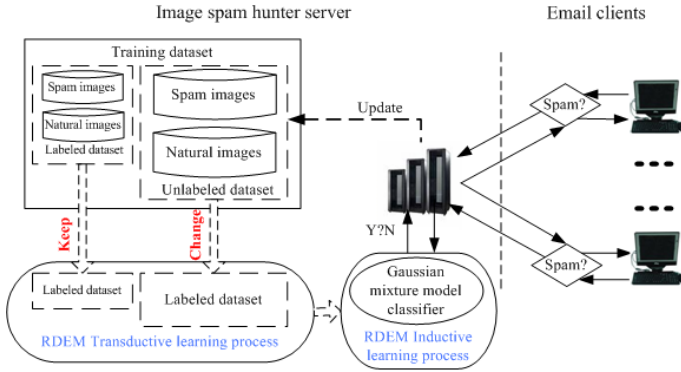 Image spam hunter server
Email clients
Training dataset
Spam images
Natural images
Labeled dataset
Spam images
Natural images
Unlabeled dataset
Update
Spam?
Keep
Change
Y?N
Spam?
Labeled dataset
Labeled dataset
RDEM Transductive learning process
Gaussian
mixture model
classifier
RDEM Inductive
learning process